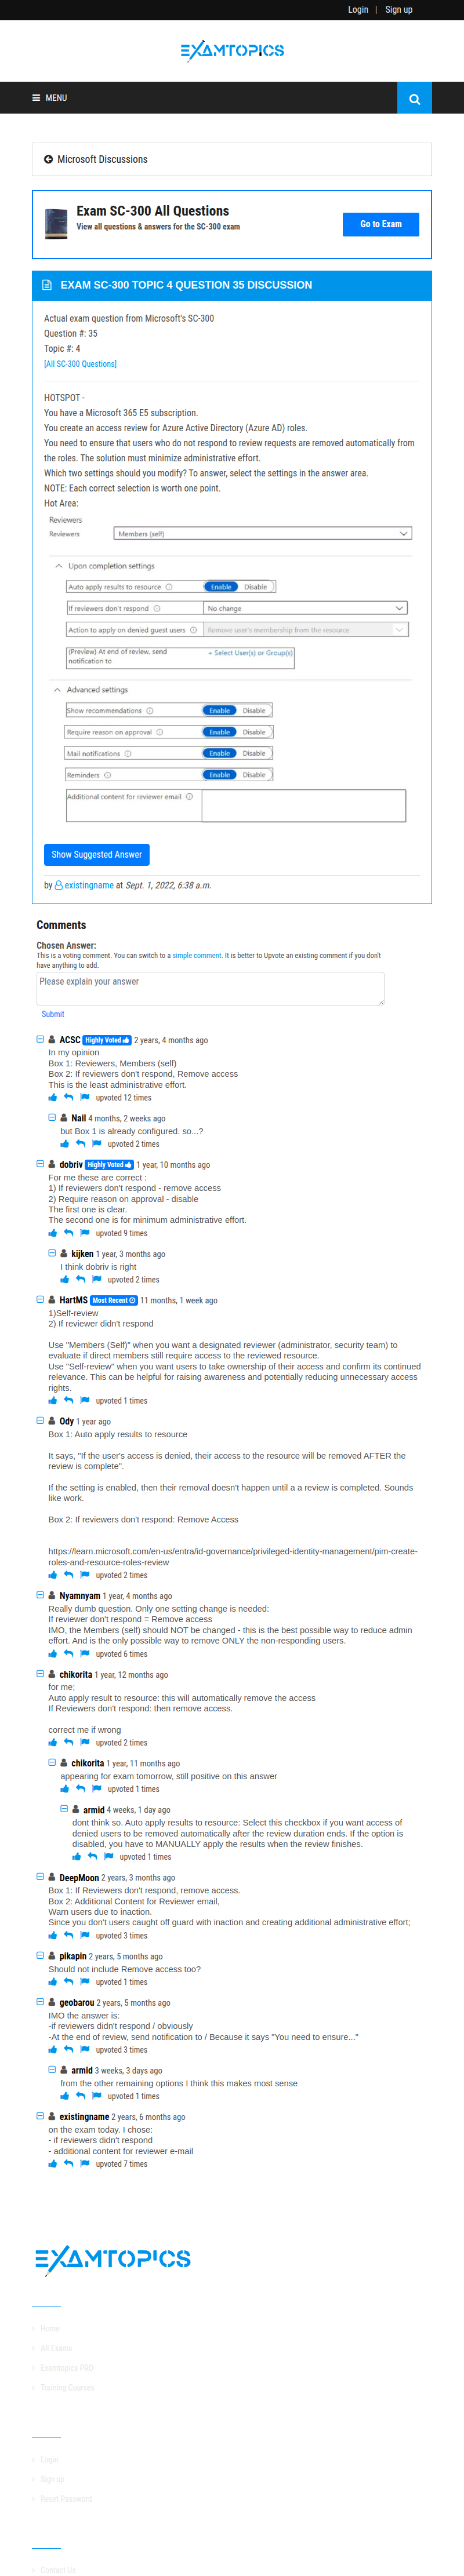 Login | Sign up
EXAMTOPICS
MENU
Microsoft Discussions
Exam SC-300 All Questions
View all questions & answers for the SC-300 exam
Go to Exam
EXAM SC-300 TOPIC 4 QUESTION 35 DISCUSSION
Actual exam question from Microsoft's SC-300
Question #: 35
Topic #: 4
[All SC-300 Questions]
HOTSPOT -
You have a Microsoft 365 E5 subscription.
You create an access review for Azure Active Directory (Azure AD) roles.
You need to ensure that users who do not respond to review requests are removed automatically from
the roles. The solution must minimize administrative effort.
Which two settings should you modify? To answer, select the settings in the answer area.
NOTE: Each correct selection is worth one point.
Hot Area:
Reviewers
Reviewers Members (self)
Upon completion settings
Auto apply results to resource Enable Disable
If reviewers don't respond No change
Action to apply on denied guest users Remove user's membership from the resource
(Preview) At end of review, send
notification to
+ Select User(s) or Group(s)
Advanced settings
Show recommendations Enable Disable
Require reason on approval Enable Disable
Mail notifications Enable Disable
Reminders Enable Disable
Additional content for reviewer email
Show Suggested Answer
by existingname at Sept. 1, 2022, 6:38 a.m.
Comments
Chosen Answer:
This is a voting comment. You can switch to a simple comment. It is better to Upvote an existing comment if you don't
have anything to add.
Please explain your answer
Submit
ACSC Highly Voted 2 years, 4 months ago
In my opinion
Box 1: Reviewers, Members (self)
Box 2: If reviewers don't respond, Remove access
This is the least administrative effort.
upvoted 12 times
Nail 4 months, 2 weeks ago
but Box 1 is already configured. so...?
upvoted 2 times
dobriv Highly Voted 1 year, 10 months ago
For me these are correct :
1) If reviewers don't respond - remove access
2) Require reason on approval - disable
The first one is clear.
The second one is for minimum administrative effort.
upvoted 9 times
kijken 1 year, 3 months ago
I think dobriv is right
upvoted 2 times
HartMS Most Recent 11 months, 1 week ago
1)Self-review
2) If reviewer didn't respond
Use "Members (Self)" when you want a designated reviewer (administrator, security team) to
evaluate if direct members still require access to the reviewed resource.
Use "Self-review" when you want users to take ownership of their access and confirm its continued
relevance. This can be helpful for raising awareness and potentially reducing unnecessary access
rights.
upvoted 1 times
Ody 1 year ago
Box 1: Auto apply results to resource
It says, "If the user's access is denied, their access to the resource will be removed AFTER the
review is complete".
If the setting is enabled, then their removal doesn't happen until a a review is completed. Sounds
like work.
Box 2: If reviewers don't respond: Remove Access
https://learn.microsoft.com/en-us/entra/id-governance/privileged-identity-management/pim-create-
roles-and-resource-roles-review
upvoted 2 times
Nyamnyam 1 year, 4 months ago
Really dumb question. Only one setting change is needed:
If reviewer don't respond = Remove access
IMO, the Members (self) should NOT be changed - this is the best possible way to reduce admin
effort. And is the only possible way to remove ONLY the non-responding users.
upvoted 6 times
chikorita 1 year, 12 months ago
for me;
Auto apply result to resource: this will automatically remove the access
If Reviewers don't respond: then remove access.
correct me if wrong
upvoted 2 times
chikorita 1 year, 11 months ago
appearing for exam tomorrow, still positive on this answer
upvoted 1 times
armid 4 weeks, 1 day ago
dont think so. Auto apply results to resource: Select this checkbox if you want access of
denied users to be removed automatically after the review duration ends. If the option is
disabled, you have to MANUALLY apply the results when the review finishes.
upvoted 1 times
DeepMoon 2 years, 3 months ago
Box 1: If Reviewers don't respond, remove access.
Box 2: Additional Content for Reviewer email,
Warn users due to inaction.
Since you don't users caught off guard with inaction and creating additional administrative effort;
upvoted 3 times
pikapin 2 years, 5 months ago
Should not include Remove access too?
upvoted 1 times
geobarou 2 years, 5 months ago
IMO the answer is:
-if reviewers didn't respond / obviously
-At the end of review, send notification to / Because it says "You need to ensure..."
upvoted 3 times
armid 3 weeks, 3 days ago
from the other remaining options I think this makes most sense
upvoted 1 times
existingname 2 years, 6 months ago
on the exam today. I chose:
- if reviewers didn't respond
- additional content for reviewer e-mail
upvoted 7 times
EXAMTOPICS
Home
All Exams
Examtopics PRO
Training Courses
Login
Sign up
Reset Password
Contact Us